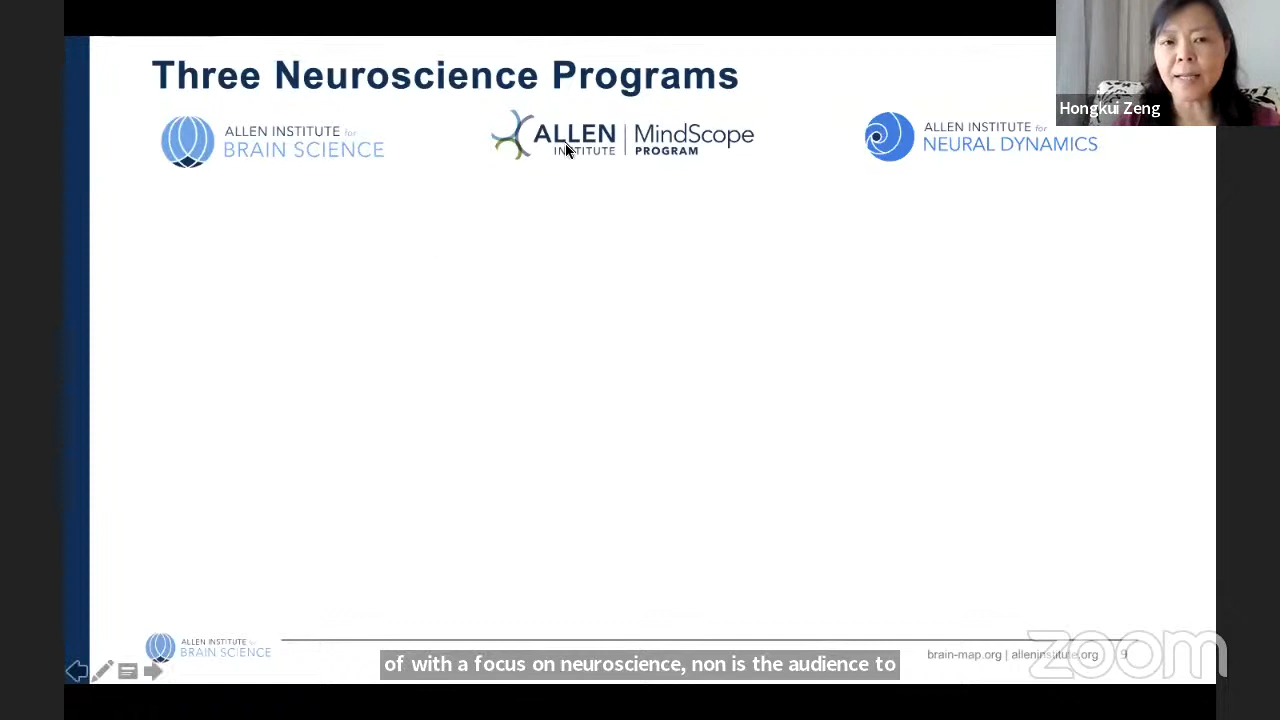 Three Neuroscience Programs
Hongkui Zeng
ALLEN INSTITUTE for
BRAIN SCIENCE
ALLEN
INSTITUTE
MindScope
PROGRAM
ALLEN INSTITUTE for
NEURAL DYNAMICS
ALLEN INSTITUTE for
BRAIN SCIENCE
of with a focus on neuroscience, non is the audience to
brain-map.org | alleninstitute.org | 9
zoom